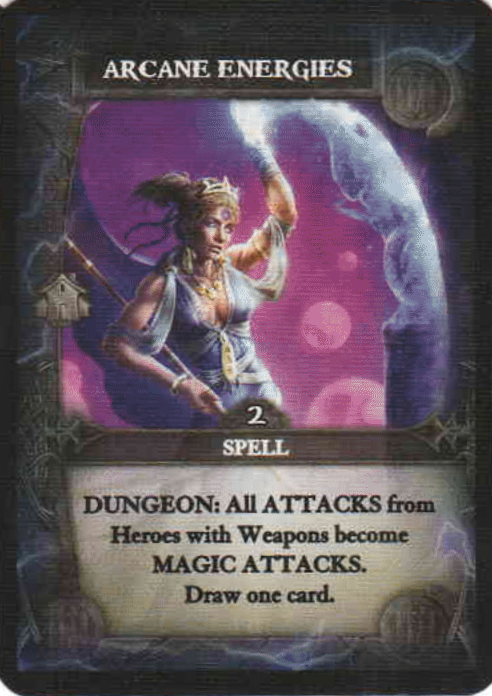 ARCANE ENERGIES
2
SPELL
DUNGEON: All ATTACKS from
Heroes with Weapons become
MAGIC ATTACKS.
Draw one card.